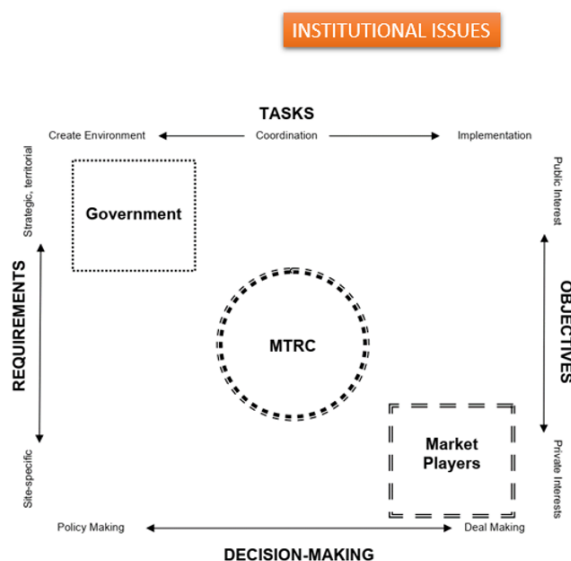 INSTITUTIONAL ISSUES
TASKS
Create Environment
Coordination
Implementation
Strategic, territorial
REQUIREMENTS
Site-specific
Government
MTRC
Market
Players
Public Interest
OBJECTIVES
Private Interests
Policy Making
Deal Making
DECISION-MAKING